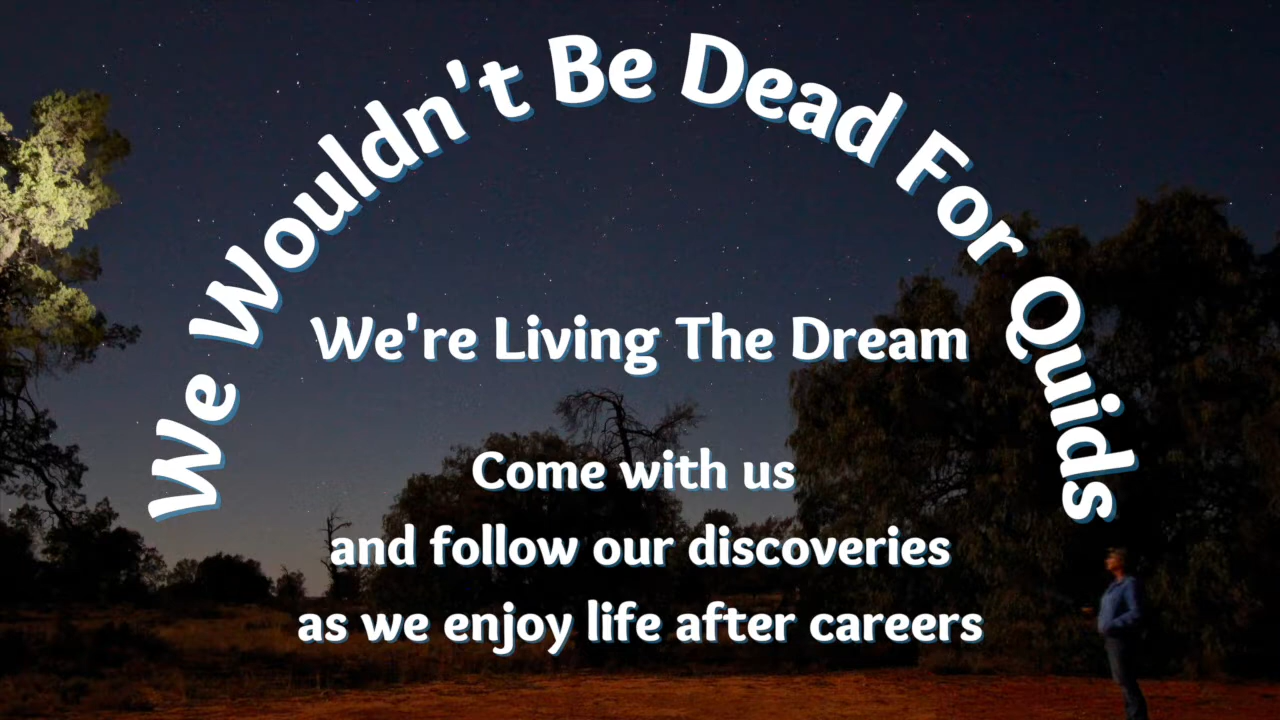 We Wouldn't Be Dead For Quids
We're Living The Dream
Come with us
and follow our discoveries
as we enjoy life after careers